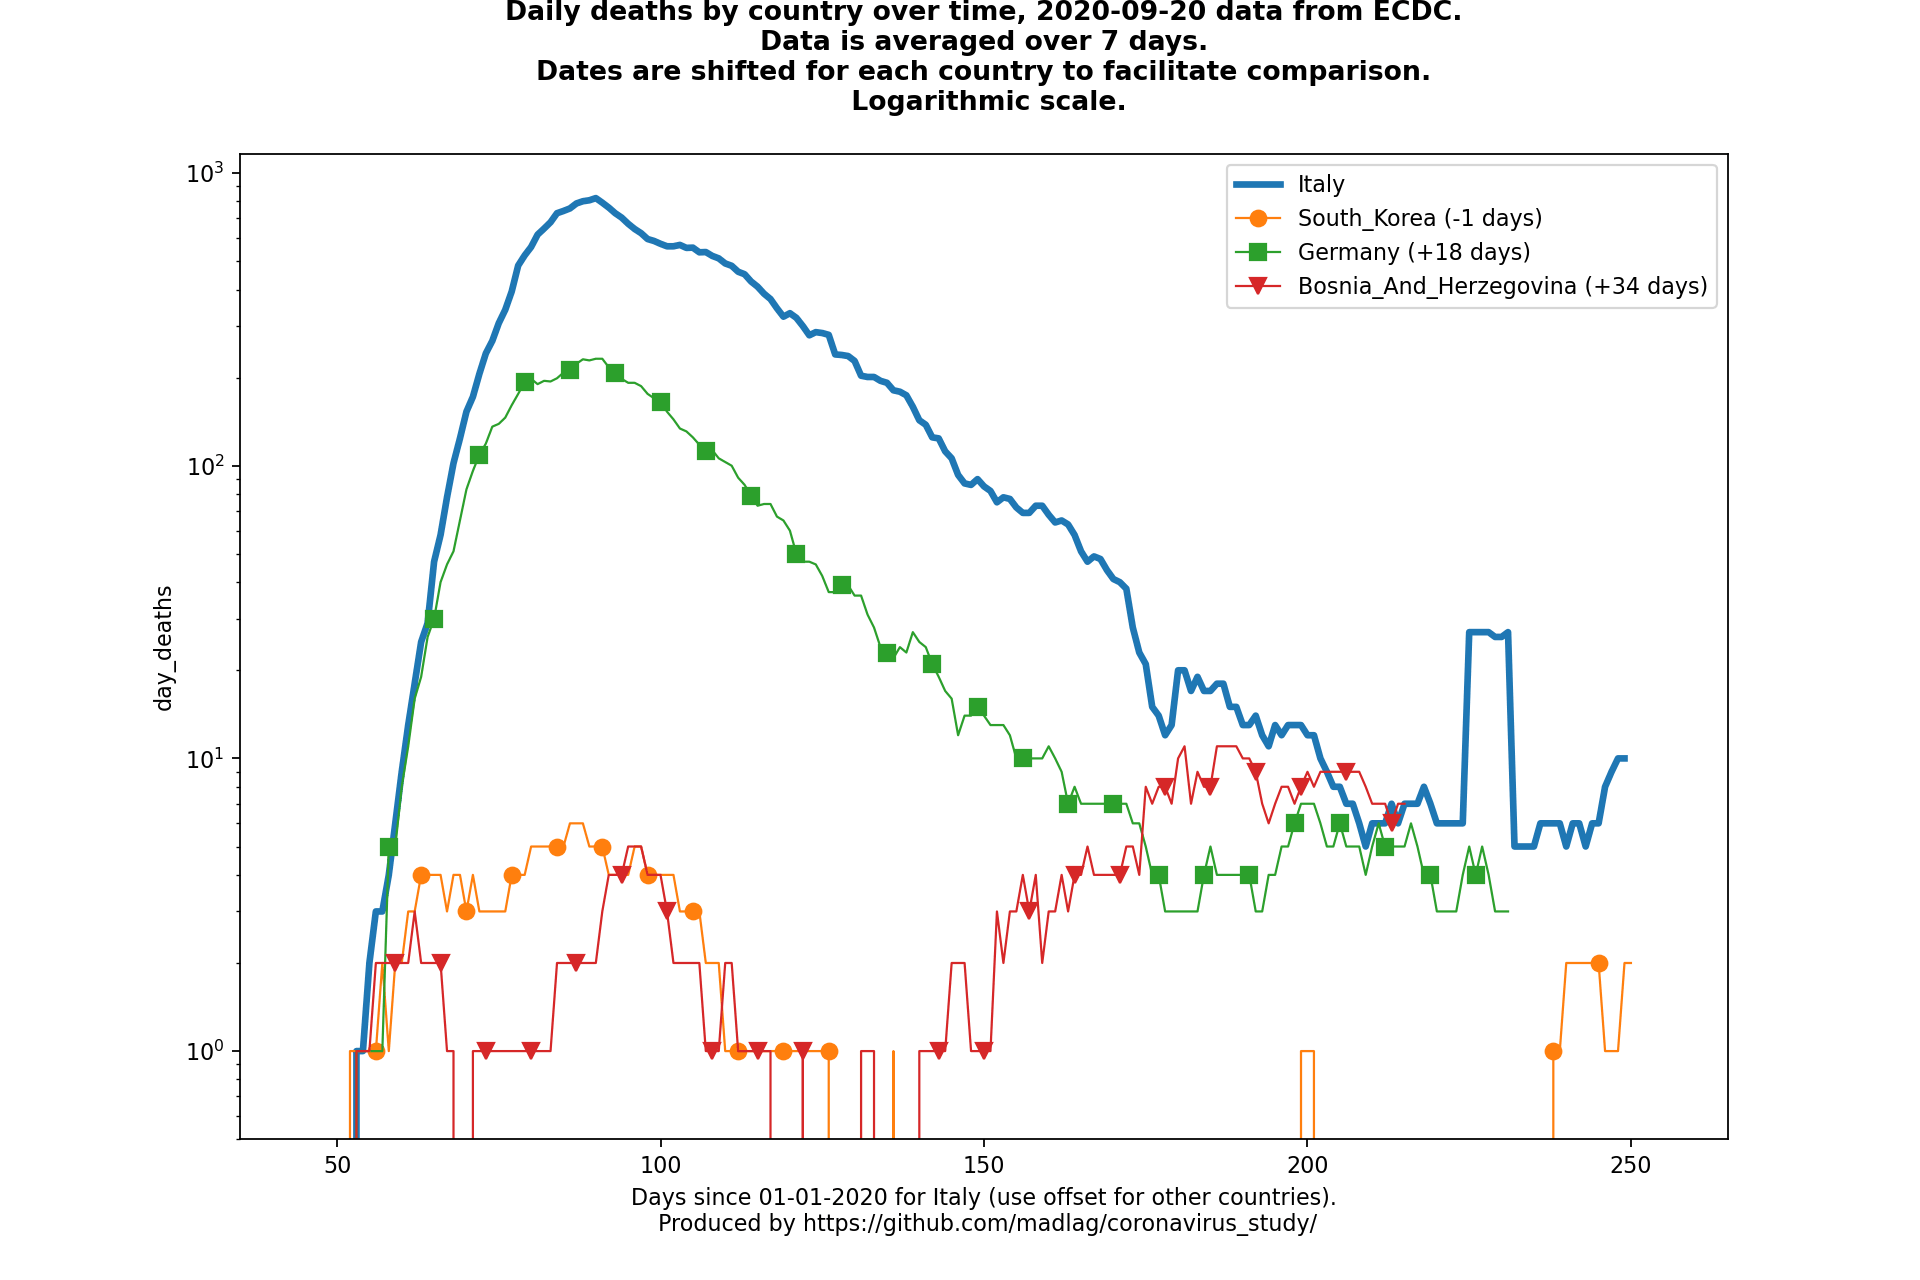 Daily deaths by country over time, 2020-09-20 data from ECDC.
Data is averaged over 7 days.
Dates are shifted for each country to facilitate comparison.
Logarithmic scale.
10³
10²
10¹
10⁰
day_deaths
Italy
South_Korea (-1 days)
Germany (+18 days)
Bosnia_And_Herzegovina (+34 days)
50 100 150 200 250
Days since 01-01-2020 for Italy (use offset for other countries).
Produced by https://github.com/madlag/coronavirus_study/